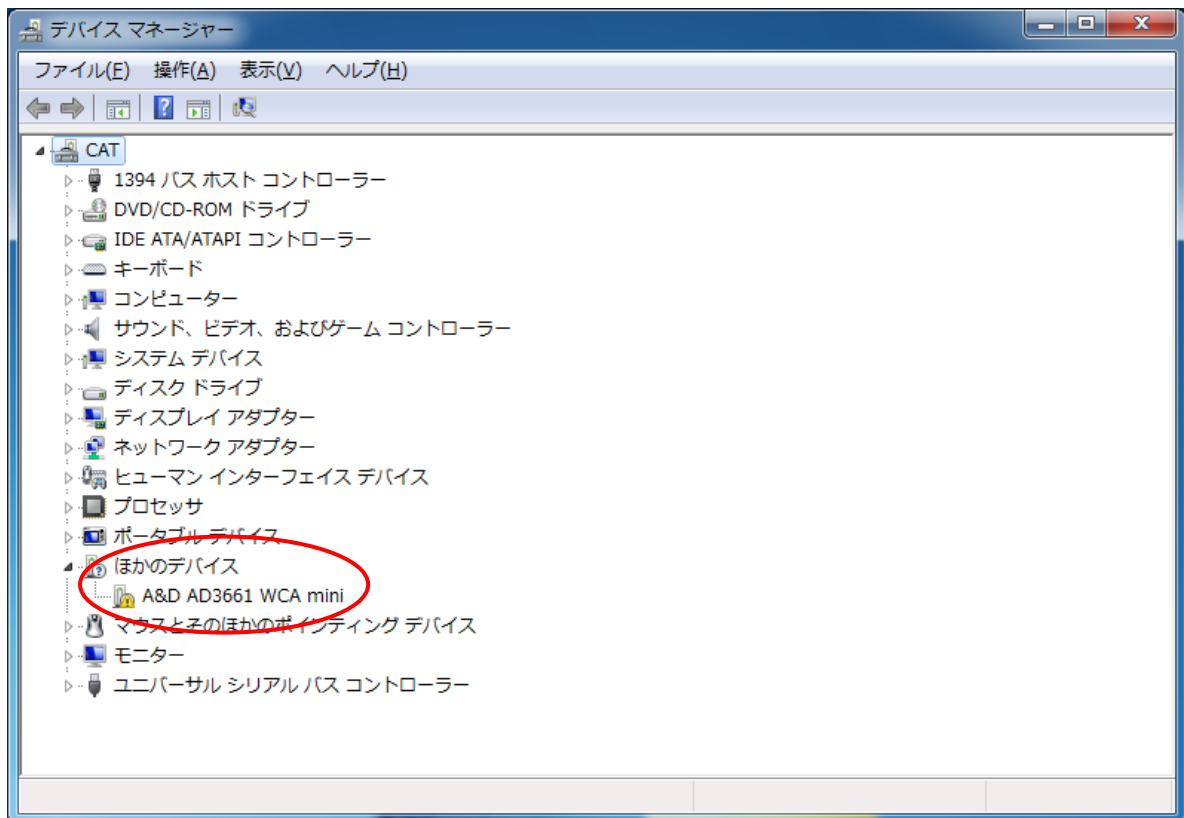 デバイス マネージャー
ファイル(F) 操作(A) 表示(V) ヘルプ(H)
CAT
1394 バス ホスト コントローラー
DVD/CD-ROM ドライブ
IDE ATA/ATAPI コントローラー
キーボード
コンピューター
サウンド、ビデオ、およびゲーム コントローラー
システム デバイス
ディスク ドライブ
ディスプレイ アダプター
ネットワーク アダプター
ヒューマン インターフェイス デバイス
プロセッサ
ポータブル デバイス
ほかのデバイス
A&D AD3661 WCA mini
マウスとそのほかのポインティング デバイス
モニター
ユニバーサル シリアル バス コントローラー